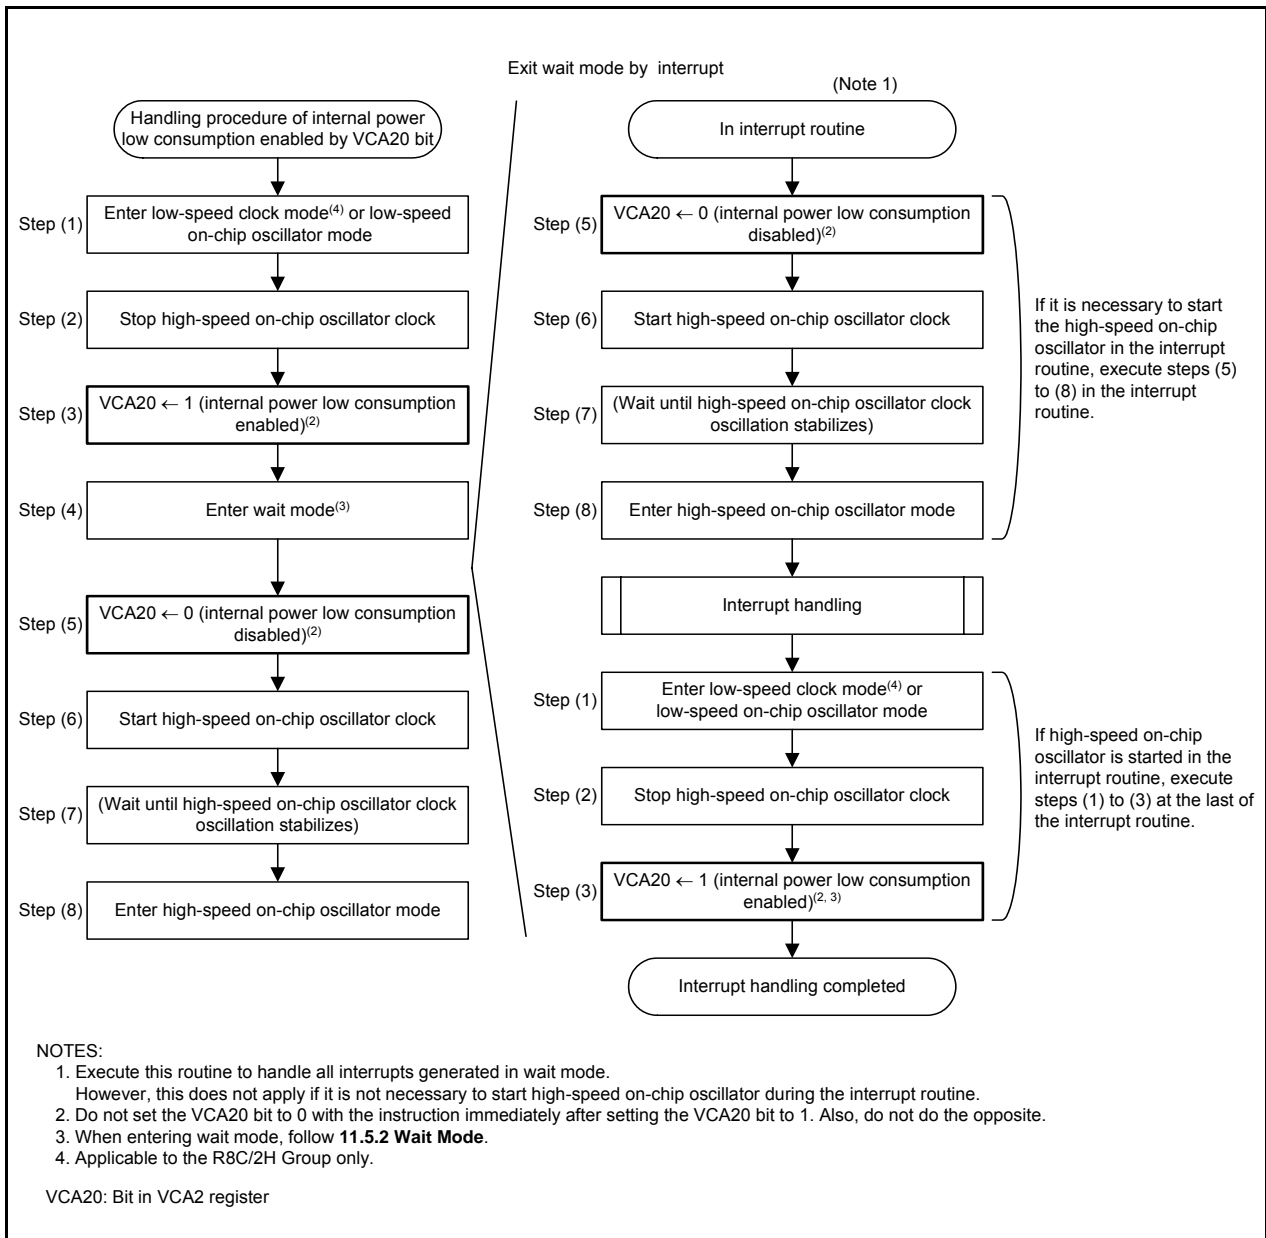 Exit wait mode by interrupt
(Note 1)
Handling procedure of internal power
low consumption enabled by VCA20 bit
Step (1)
Enter low-speed clock mode(4) or low-speed
on-chip oscillator mode
Step (2)
Stop high-speed on-chip oscillator clock
Step (3)
VCA20 ← 1 (internal power low consumption
enabled)(2)
Step (4)
Enter wait mode(3)
Step (5)
VCA20 ← 0 (internal power low consumption
disabled)(2)
Step (6)
Start high-speed on-chip oscillator clock
Step (7)
(Wait until high-speed on-chip oscillator clock
oscillation stabilizes)
Step (8)
Enter high-speed on-chip oscillator mode
In interrupt routine
Step (5)
VCA20 ← 0 (internal power low consumption
disabled)(2)
Step (6)
Start high-speed on-chip oscillator clock
Step (7)
(Wait until high-speed on-chip oscillator clock
oscillation stabilizes)
Step (8)
Enter high-speed on-chip oscillator mode
If it is necessary to start
the high-speed on-chip
oscillator in the interrupt
routine, execute steps (5)
to (8) in the interrupt
routine.
Interrupt handling
Step (1)
Enter low-speed clock mode(4) or
low-speed on-chip oscillator mode
Step (2)
Stop high-speed on-chip oscillator clock
Step (3)
VCA20 ← 1 (internal power low consumption
enabled)(2, 3)
If high-speed on-chip
oscillator is started in the
interrupt routine, execute
steps (1) to (3) at the last of
the interrupt routine.
Interrupt handling completed
NOTES:
1. Execute this routine to handle all interrupts generated in wait mode.
However, this does not apply if it is not necessary to start high-speed on-chip oscillator during the interrupt routine.
2. Do not set the VCA20 bit to 0 with the instruction immediately after setting the VCA20 bit to 1. Also, do not do the opposite.
3. When entering wait mode, follow 11.5.2 Wait Mode.
4. Applicable to the R8C/2H Group only.
VCA20: Bit in VCA2 register